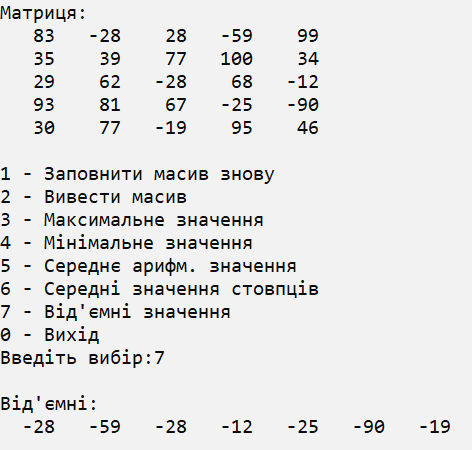 Матриця:
83 -28 28 -59 99
35 39 77 100 34
29 62 -28 68 -12
93 81 67 -25 -90
30 77 -19 95 46
1 - Заповнити масив знову
2 - Вивести масив
3 - Максимальне значення
4 - Мінімальне значення
5 - Середнє арифм. значення
6 - Середні значення стовпців
7 - Від'ємні значення
0 - Вихід
Введіть вибір:7
Від'ємні:
-28 -59 -28 -12 -25 -90 -19